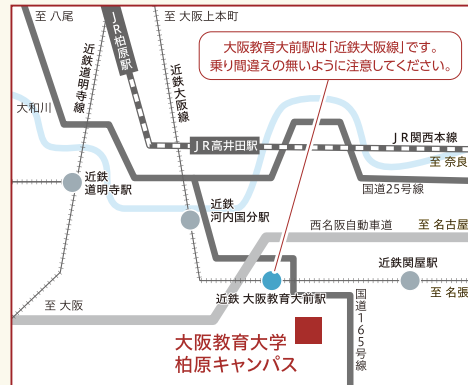 至 八尾
ＪＲ柏原駅
至 大阪上本町
近鉄道明寺線
近鉄大阪線
大阪教育大前駅は「近鉄大阪線」です。
乗り間違えの無いように注意してください。
大和川
ＪＲ高井田駅
ＪＲ関西本線
至 奈良
近鉄
道明寺駅
国道25号線
近鉄
河内国分駅
西名阪自動車道
至 名古屋
近鉄関屋駅
至 大阪
近鉄 大阪教育大前駅
至 名張
国道165号線
大阪教育大学
柏原キャンパス